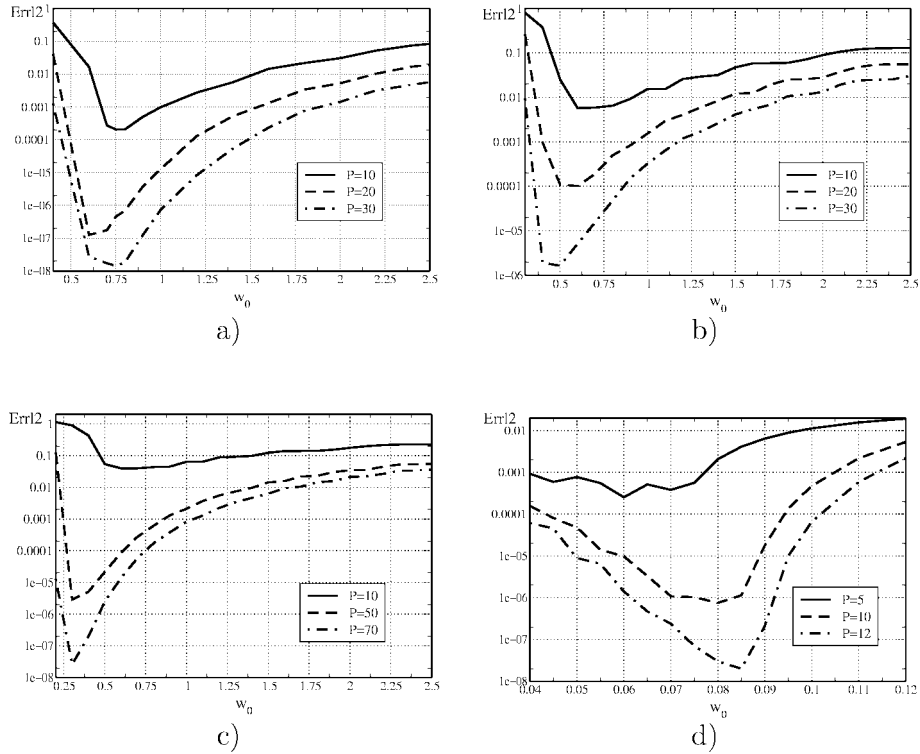 Errl2
0.1
0.01
0.001
0.0001
1e-05
1e-06
1e-07
1e-08
P=10
P=20
P=30
0.5 0.75 1 1.25 1.5 1.75 2 2.25 2.5
w0
a)
Errl2
1
0.1
0.01
0.001
0.0001
1e-05
1e-06
P=10
P=20
P=30
0.5 0.75 1 1.25 1.5 1.75 2 2.25 2.5
w0
b)
Errl2
1
0.1
0.01
0.001
0.0001
1e-05
1e-06
1e-07
1e-08
P=10
P=50
P=70
0.25 0.5 0.75 1 1.25 1.5 1.75 2 2.25 2.5
w0
c)
Errl2
0.01
0.001
0.0001
1e-05
1e-06
1e-07
1e-08
P=5
P=10
P=12
0.04 0.05 0.06 0.07 0.08 0.09 0.1 0.11 0.12
w0
d)